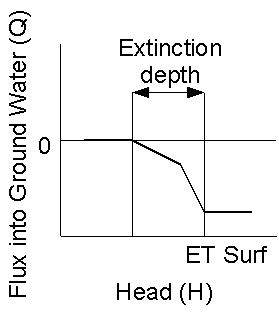 Extinction
depth
Flux into Ground Water (Q)
0
ET Surf
Head (H)